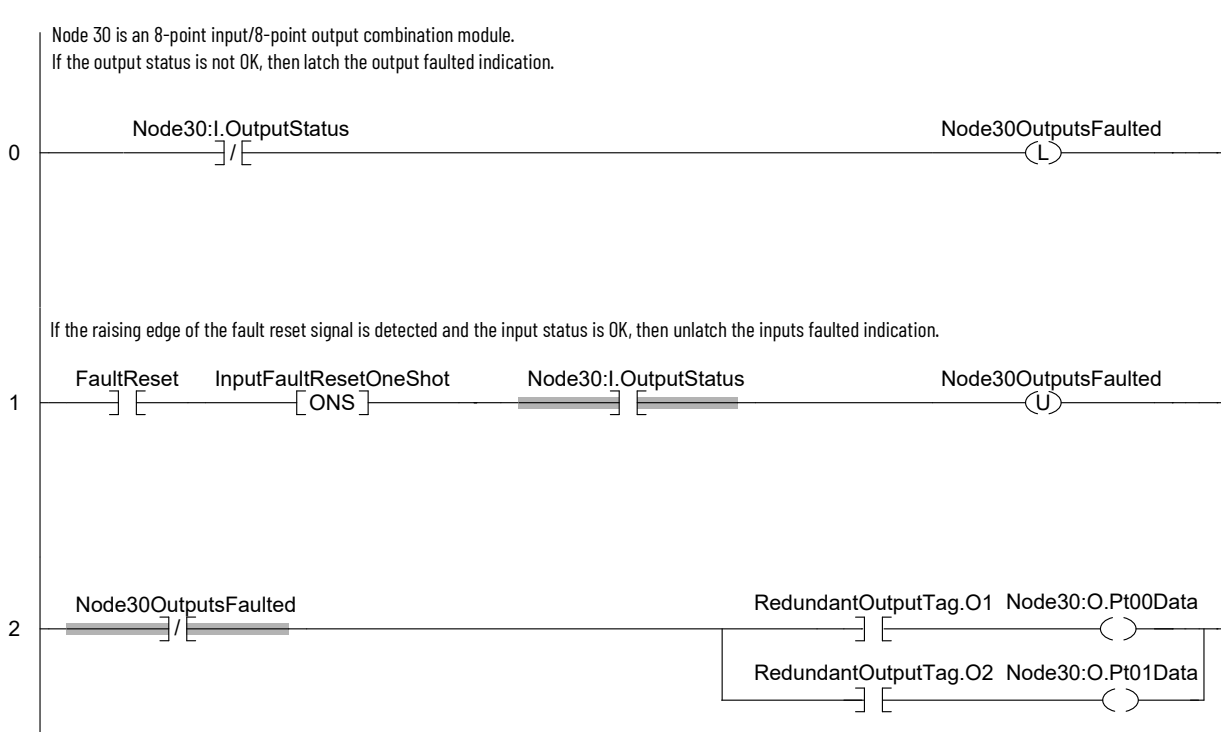 Node 30 is an 8-point input/8-point output combination module.
If the output status is not OK, then latch the output faulted indication.
Node30:I.OutputStatus Node30OutputsFaulted
0 / L
If the raising edge of the fault reset signal is detected and the input status is OK, then unlatch the inputs faulted indication.
FaultReset InputFaultResetOneShot Node30:I.OutputStatus Node30OutputsFaulted
1 ONS U
Node30OutputsFaulted RedundantOutputTag.O1 Node30:O.Pt00Data
2 /
RedundantOutputTag.O2 Node30:O.Pt01Data